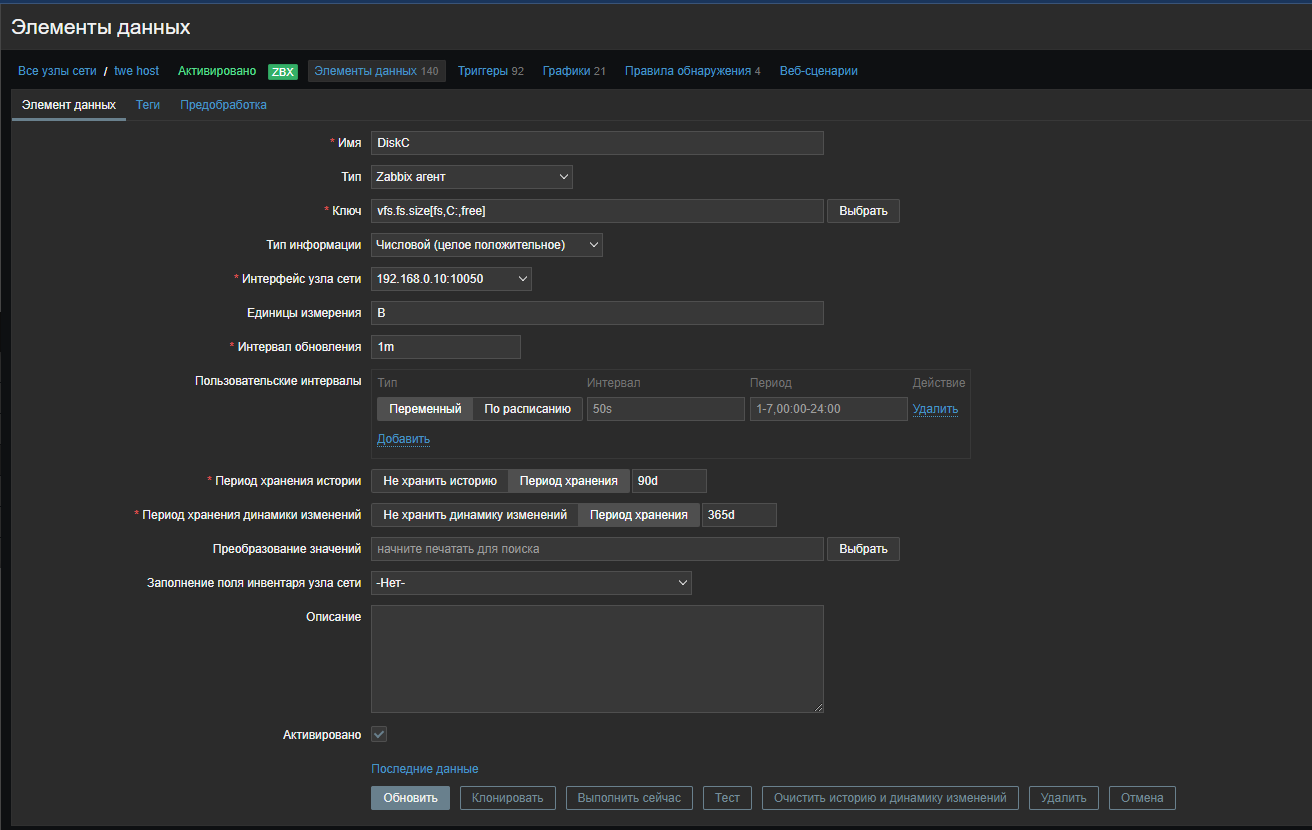 Элементы данных
Все узлы сети / twe host Активировано ZBX Элементы данных 140 Триггеры 92 Графики 21 Правила обнаружения 4 Веб-сценарии
Элемент данных Теги Предобработка
* Имя DiskC
Тип Zabbix агент
* Ключ vfs.fs.size[fs,C:,free] Выбрать
Тип информации Числовой (целое положительное)
* Интерфейс узла сети 192.168.0.10:10050
Единицы измерения B
* Интервал обновления 1m
Пользовательские интервалы Тип Интервал Период Действие
Переменный По расписанию 50s 1-7,00:00-24:00 Удалить
Добавить
* Период хранения истории Не хранить историю Период хранения 90d
* Период хранения динамики изменений Не хранить динамику изменений Период хранения 365d
Преобразование значений начните печатать для поиска Выбрать
Заполнение поля инвентаря узла сети -Нет-
Описание
Активировано
Последние данные
Обновить Клонировать Выполнить сейчас Тест Очистить историю и динамику изменений Удалить Отмена